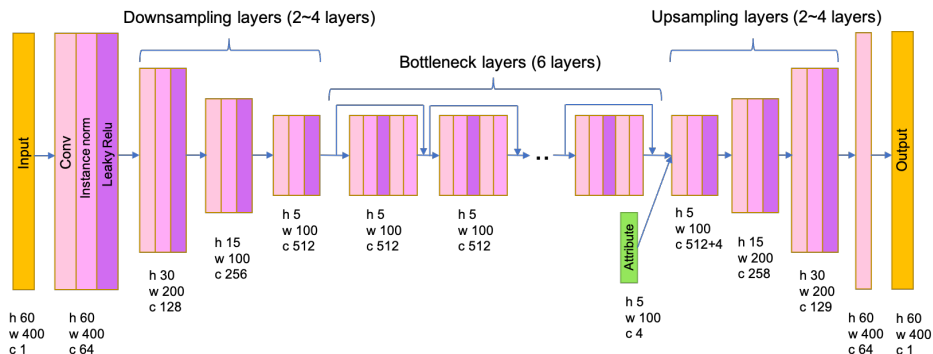 Downsampling layers (2~4 layers)
Upsampling layers (2~4 layers)
Bottleneck layers (6 layers)
Input
Conv
Instance norm
Leaky Relu
Attribute
Output
h 60
w 400
c 1
h 60
w 400
c 64
h 30
w 200
c 128
h 15
w 100
c 256
h 5
w 100
c 512
h 5
w 100
c 512
h 5
w 100
c 512
h 5
w 100
c 4
h 5
w 100
c 512+4
h 15
w 200
c 258
h 30
w 200
c 129
h 60
w 400
c 64
h 60
w 400
c 1